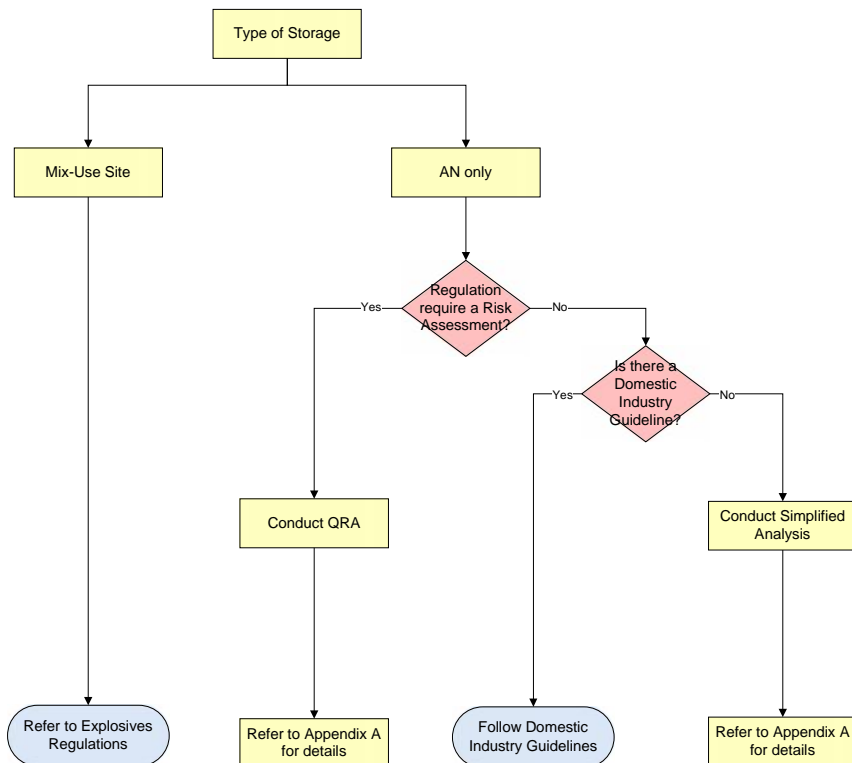 Type of Storage
Mix-Use Site
AN only
Regulation
require a Risk
Assessment?
Yes
No
Is there a
Domestic
Industry
Guideline?
Yes
No
Conduct QRA
Conduct Simplified
Analysis
Refer to Explosives
Regulations
Refer to Appendix A
for details
Follow Domestic
Industry Guidelines
Refer to Appendix A
for details